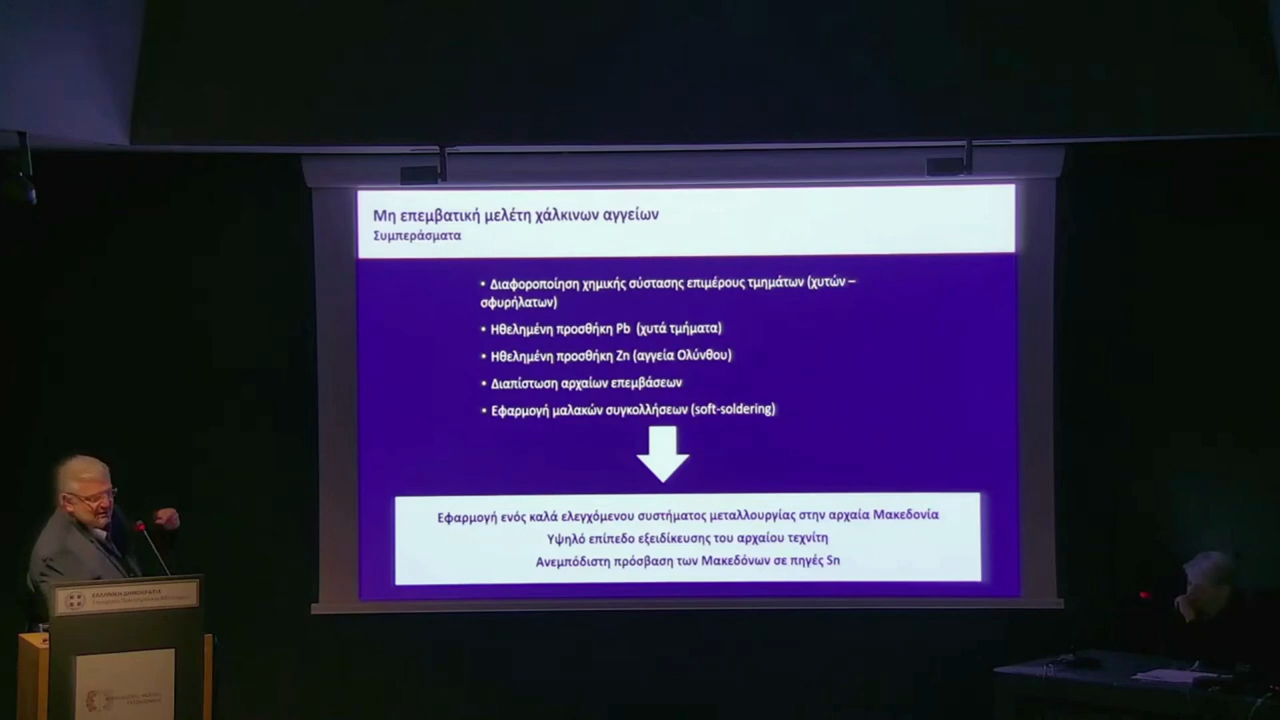 Μη επεμβατική μελέτη χάλκινων αγγείων
Συμπεράσματα
• Διαφοροποίηση χημικής σύστασης επιμέρους τμημάτων (χυτών –
σφυρήλατων)
• Ηθελημένη προσθήκη Pb (χυτά τμήματα)
• Ηθελημένη προσθήκη Zn (αγγεία Ολύνθου)
• Διαπίστωση αρχαίων επεμβάσεων
• Εφαρμογή μαλακών συγκολλήσεων (soft-soldering)
Εφαρμογή ενός καλά ελεγχόμενου συστήματος μεταλλουργίας στην αρχαία Μακεδονία
Υψηλό επίπεδο εξειδίκευσης του αρχαίου τεχνίτη
Ανεμπόδιστη πρόσβαση των Μακεδόνων σε πηγές Sn
ΕΛΛΗΝΙΚΗ ΔΗΜΟΚΡΑΤΙΑ